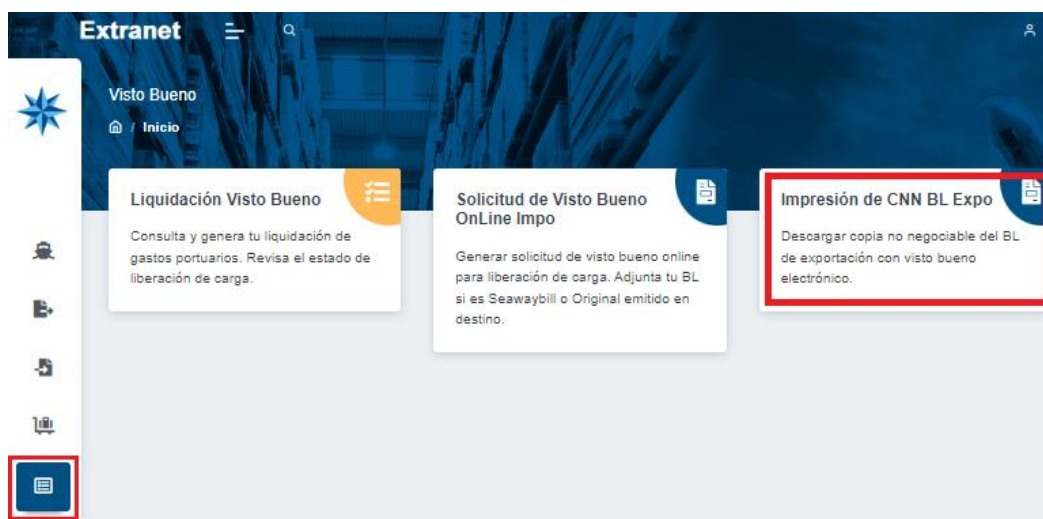 Extranet
Visto Bueno
/ Inicio
Liquidación Visto Bueno
Consulta y genera tu liquidación de
gastos portuarios. Revisa el estado de
liberación de carga.
Solicitud de Visto Bueno
OnLine Impo
Generar solicitud de visto bueno online
para liberación de carga. Adjunta tu BL
si es Seawaybill o Original emitido en
destino.
Impresión de CNN BL Expo
Descargar copia no negociable del BL
de exportación con visto bueno
electrónico.